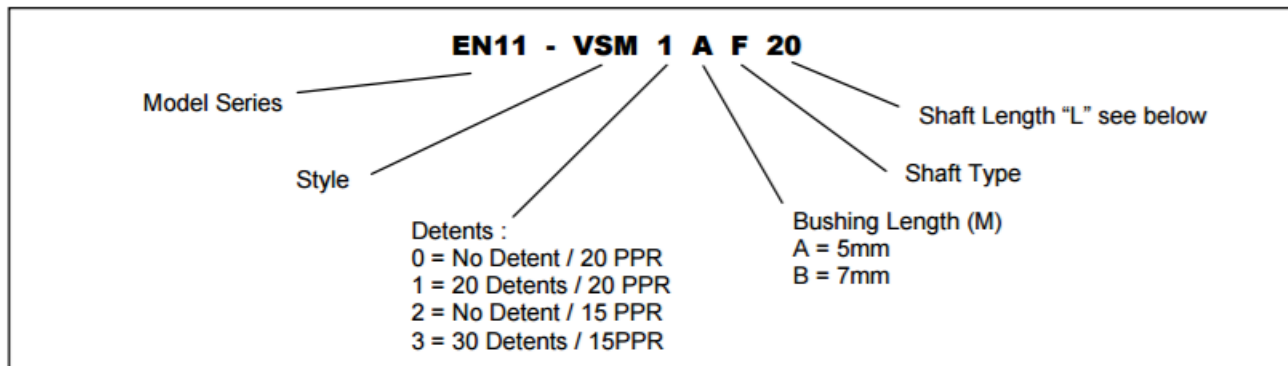 EN11 - VSM 1 A F 20
Model Series
Shaft Length “L” see below
Style
Shaft Type
Detents :
0 = No Detent / 20 PPR
1 = 20 Detents / 20 PPR
2 = No Detent / 15 PPR
3 = 30 Detents / 15PPR
Bushing Length (M)
A = 5mm
B = 7mm